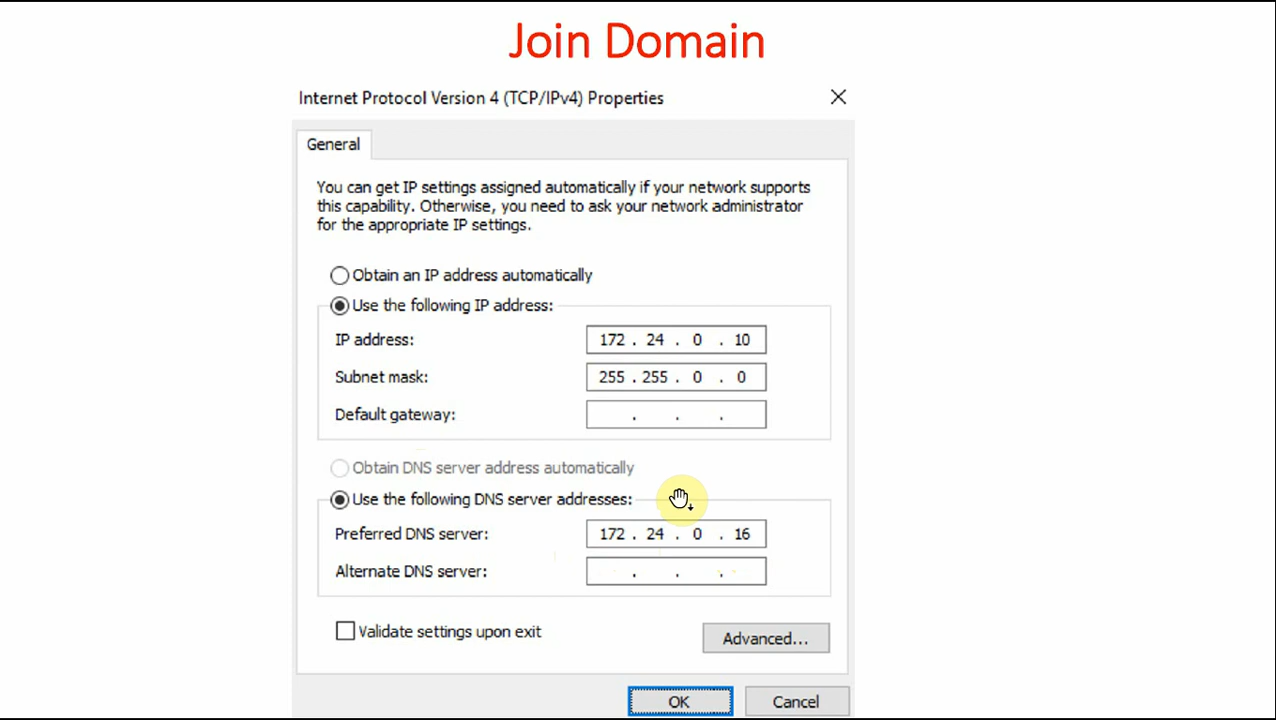 Join Domain
Internet Protocol Version 4 (TCP/IPv4) Properties
General
You can get IP settings assigned automatically if your network supports
this capability. Otherwise, you need to ask your network administrator
for the appropriate IP settings.
Obtain an IP address automatically
Use the following IP address:
IP address: 172 . 24 . 0 . 10
Subnet mask: 255 . 255 . 0 . 0
Default gateway: . . .
Obtain DNS server address automatically
Use the following DNS server addresses:
Preferred DNS server: 172 . 24 . 0 . 16
Alternate DNS server: . . .
Validate settings upon exit
Advanced...
OK Cancel